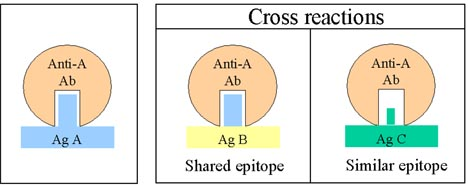 Cross reactions
Anti-A
Ab
Ag A
Anti-A
Ab
Ag B
Shared epitope
Anti-A
Ab
Ag C
Similar epitope